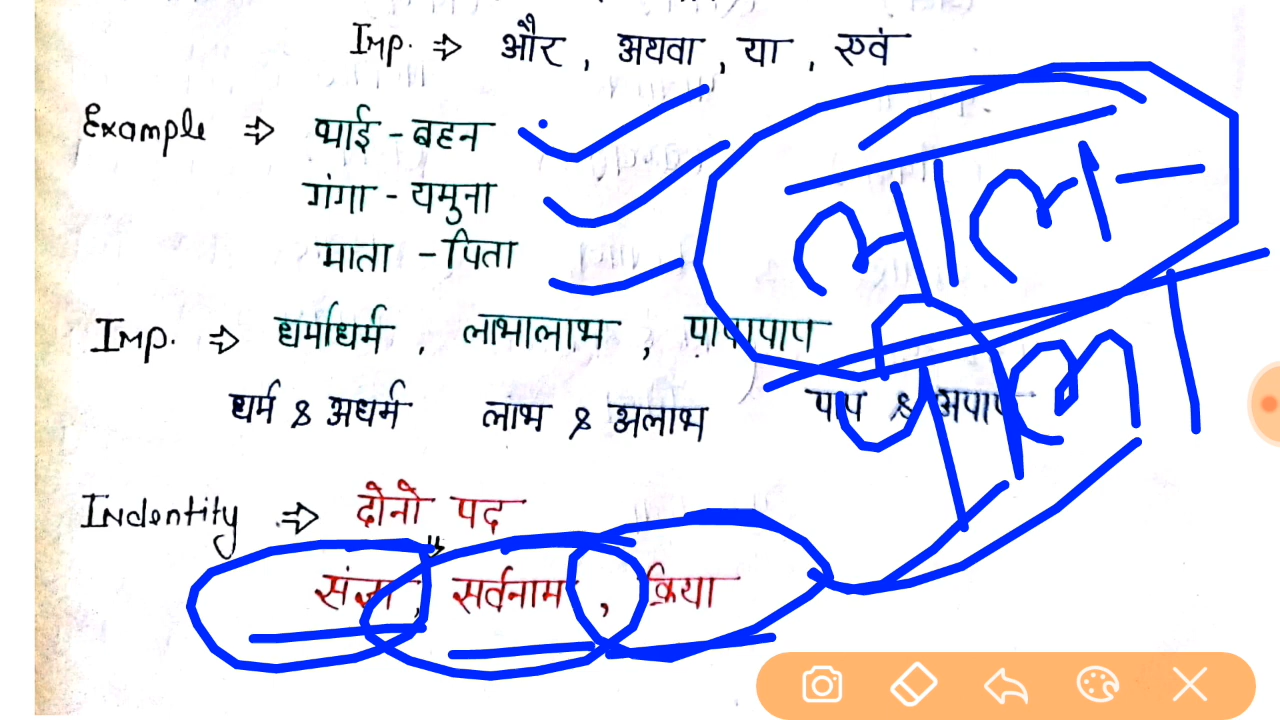 Imp. ⇒ और , अथवा , या , एवं
Example ⇒ भाई - बहन
गंगा - यमुना
माता - पिता
लाल -
पीला
Imp. ⇒ धर्माधर्म , लाभालाभ , पापापाप
धर्म & अधर्म लाभ & अलाभ पाप & अपाप
Indentity ⇒ दोनो पद
संज्ञा , सर्वनाम , क्रिया